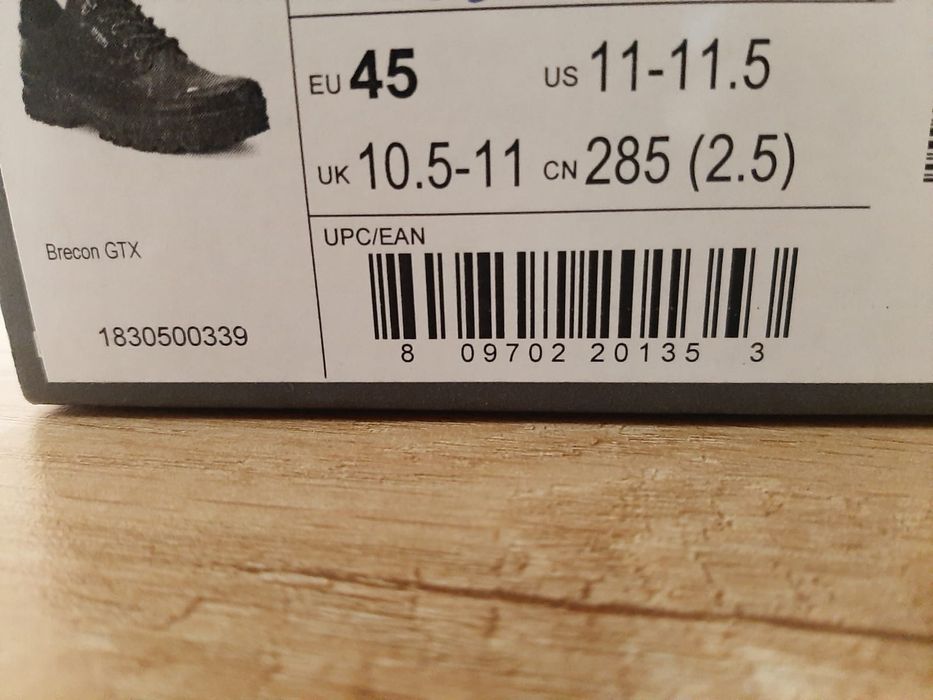 EU 45 US 11-11.5
UK 10.5-11 CN 285 (2.5)
UPC/EAN
Brecon GTX
1830500339
8 09702 20135 3